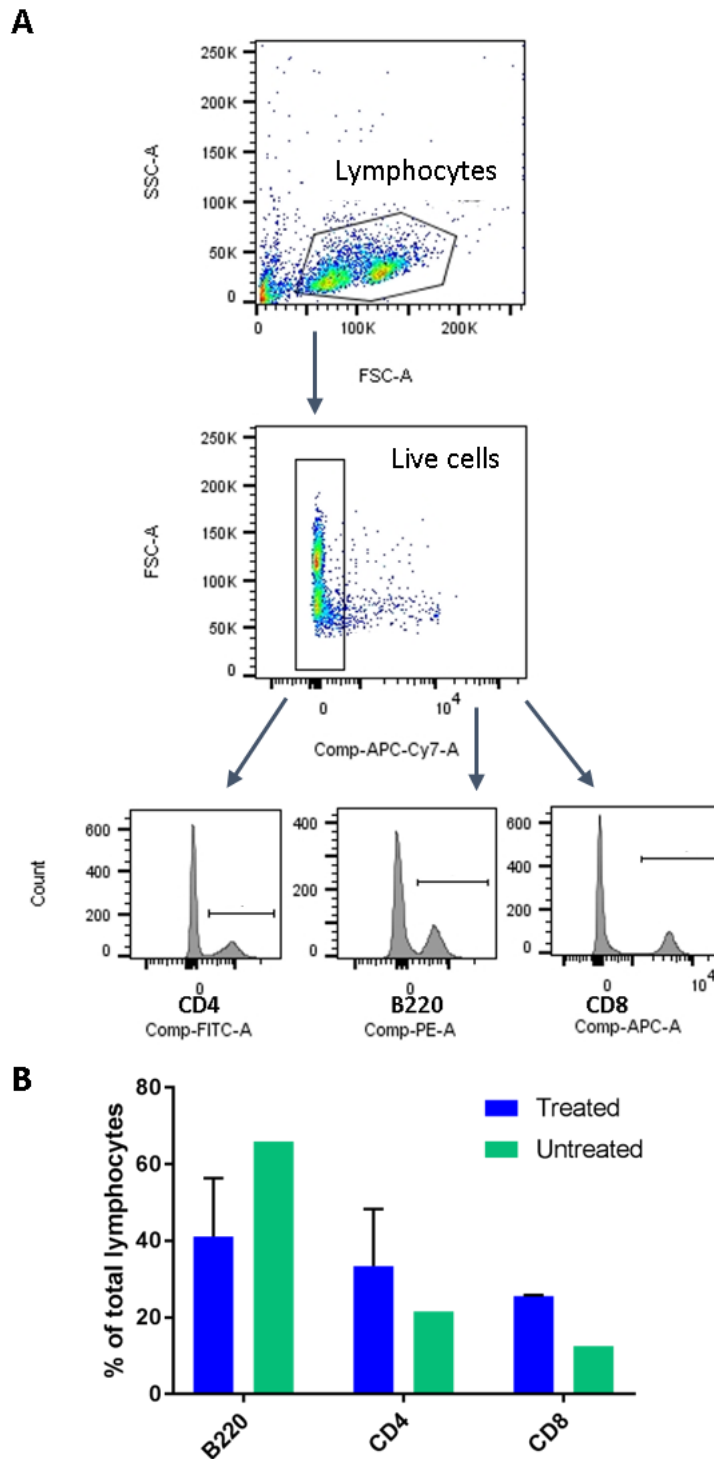 A
250K
200K
150K
100K
50K
0
SSC-A
Lymphocytes
0 100K 200K
FSC-A
250K
200K
150K
100K
50K
0
FSC-A
Live cells
0 10^4
Comp-APC-Cy7-A
Count
600
400
200
0
0
CD4
Comp-FITC-A
400
200
0
0
B220
Comp-PE-A
600
400
200
0
0 10^4
CD8
Comp-APC-A
B
% of total lymphocytes
80
60
40
20
0
Treated
Untreated
B220 CD4 CD8